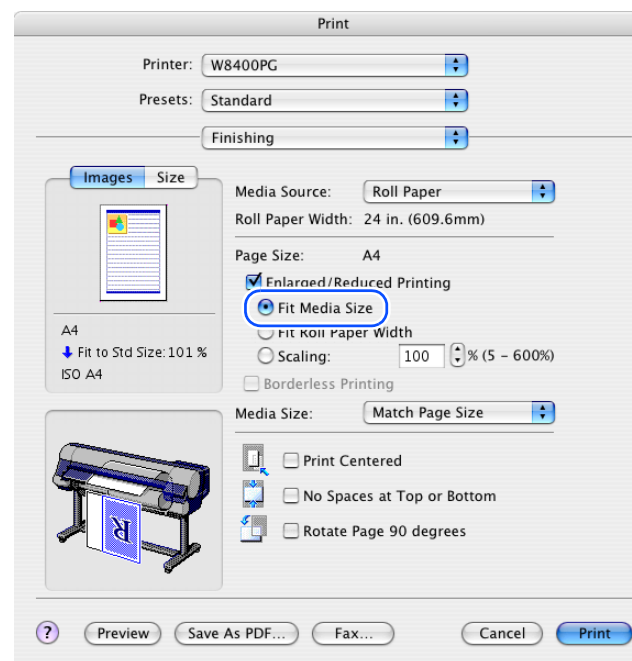 Print
Printer: W8400PG
Presets: Standard
Finishing
Images Size
Media Source: Roll Paper
Roll Paper Width: 24 in. (609.6mm)
Page Size: A4
Enlarged/Reduced Printing
Fit Media Size
Fit Roll Paper Width
Scaling: 100 % (5 - 600%)
Borderless Printing
Media Size: Match Page Size
A4
Fit to Std Size:101 %
ISO A4
Print Centered
No Spaces at Top or Bottom
Rotate Page 90 degrees
R
? Preview Save As PDF... Fax... Cancel Print